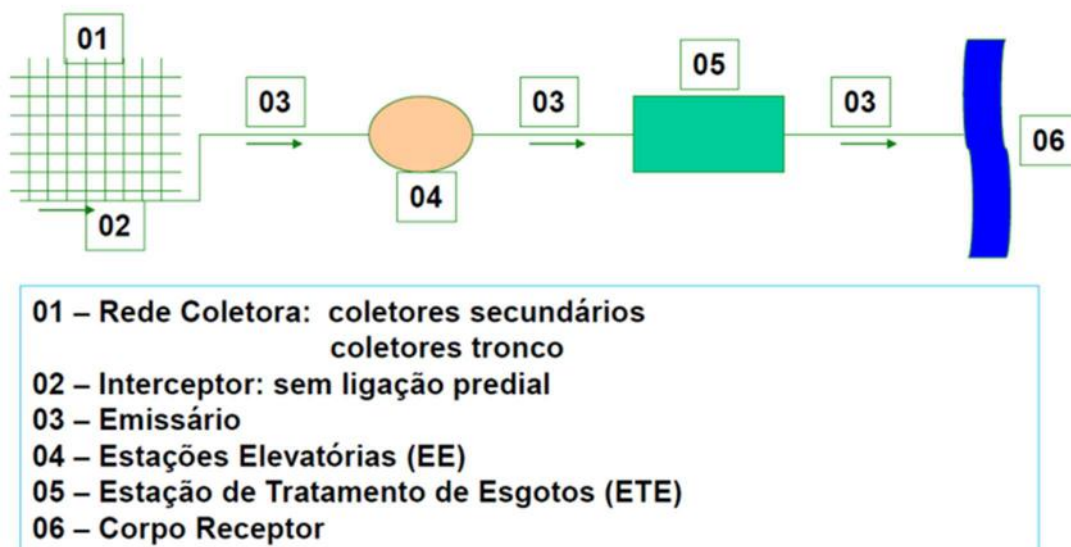 01
05
03
03
03
06
04
02
01 – Rede Coletora: coletores secundários
coletores tronco
02 – Interceptor: sem ligação predial
03 – Emissário
04 – Estações Elevatórias (EE)
05 – Estação de Tratamento de Esgotos (ETE)
06 – Corpo Receptor